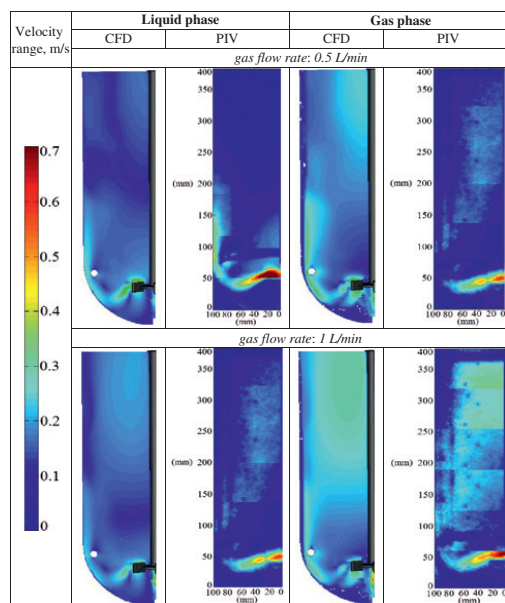 Velocity range, m/s
Liquid phase
Gas phase
CFD
PIV
CFD
PIV
gas flow rate: 0.5 L/min
0.7
0.6
0.5
0.4
0.3
0.2
0.1
0
400
350
300
250
(mm)
200
150
100
50
0
100 80 60 40 20 0
(mm)
400
350
300
250
(mm)
200
150
100
50
0
100 80 60 40 20 0
(mm)
gas flow rate: 1 L/min
400
350
300
250
(mm)
200
150
100
50
0
100 80 60 40 20 0
(mm)
400
350
300
250
(mm)
200
150
100
50
0
100 80 60 40 20 0
(mm)